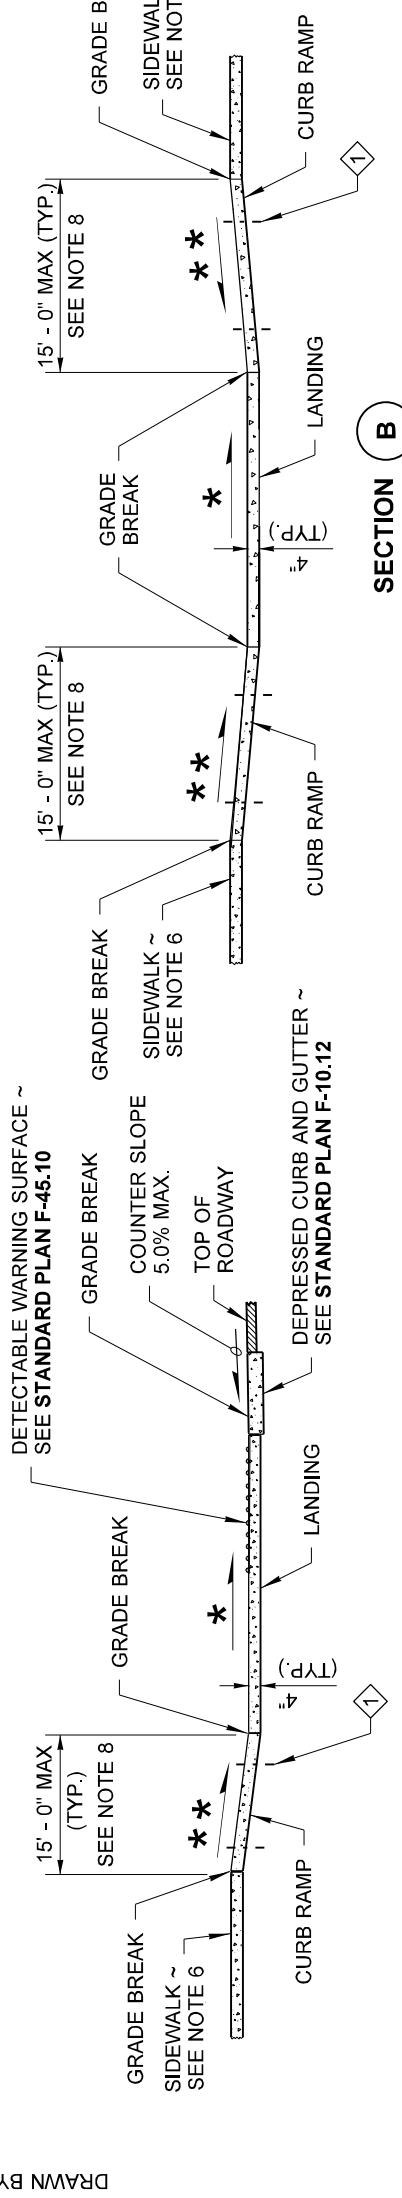 DETECTABLE WARNING SURFACE ~
SEE STANDARD PLAN F-45.10
15' - 0" MAX
(TYP.)
SEE NOTE 8
GRADE BREAK
GRADE BREAK
GRADE BREAK
COUNTER SLOPE
5.0% MAX.
TOP OF
ROADWAY
SIDEWALK ~
SEE NOTE 6
* *
*
4"
(TYP.)
CURB RAMP
1
LANDING
DEPRESSED CURB AND GUTTER ~
SEE STANDARD PLAN F-10.12
15' - 0" MAX (TYP.)
SEE NOTE 8
15' - 0" MAX (TYP.)
SEE NOTE 8
GRADE BREAK
GRADE
BREAK
GRADE B
SIDEWALK ~
SEE NOTE 6
SIDEWAL
SEE NOT
* *
*
* *
4"
(TYP.)
CURB RAMP
LANDING
CURB RAMP
1
SECTION B
DRAWN BY